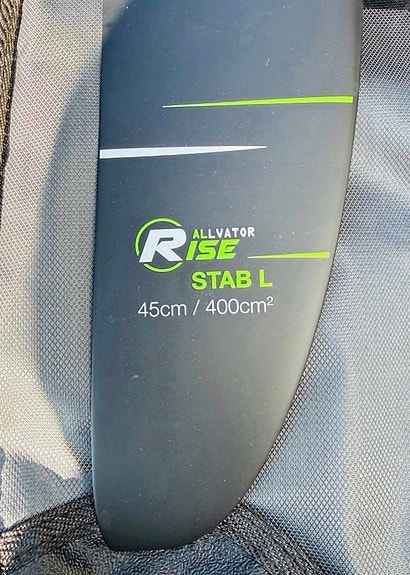 ALLVATOR
RISE
STAB L
45cm / 400cm²